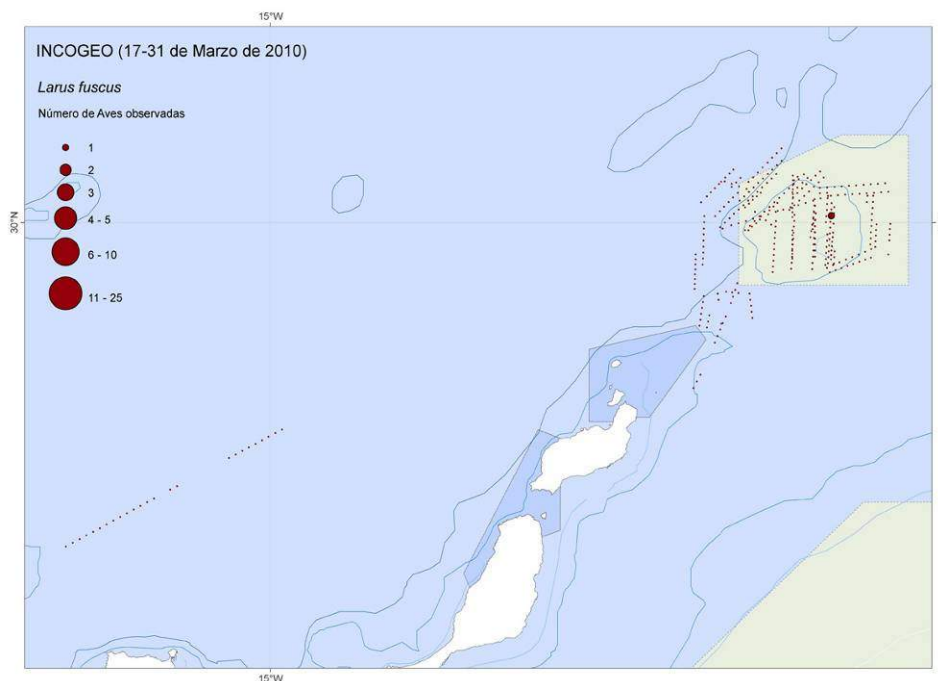 15°W
INCOGEO (17-31 de Marzo de 2010)
Larus fuscus
Número de Aves observadas
1
2
3
4 - 5
6 - 10
11 - 25
30°N
30°N
15°W